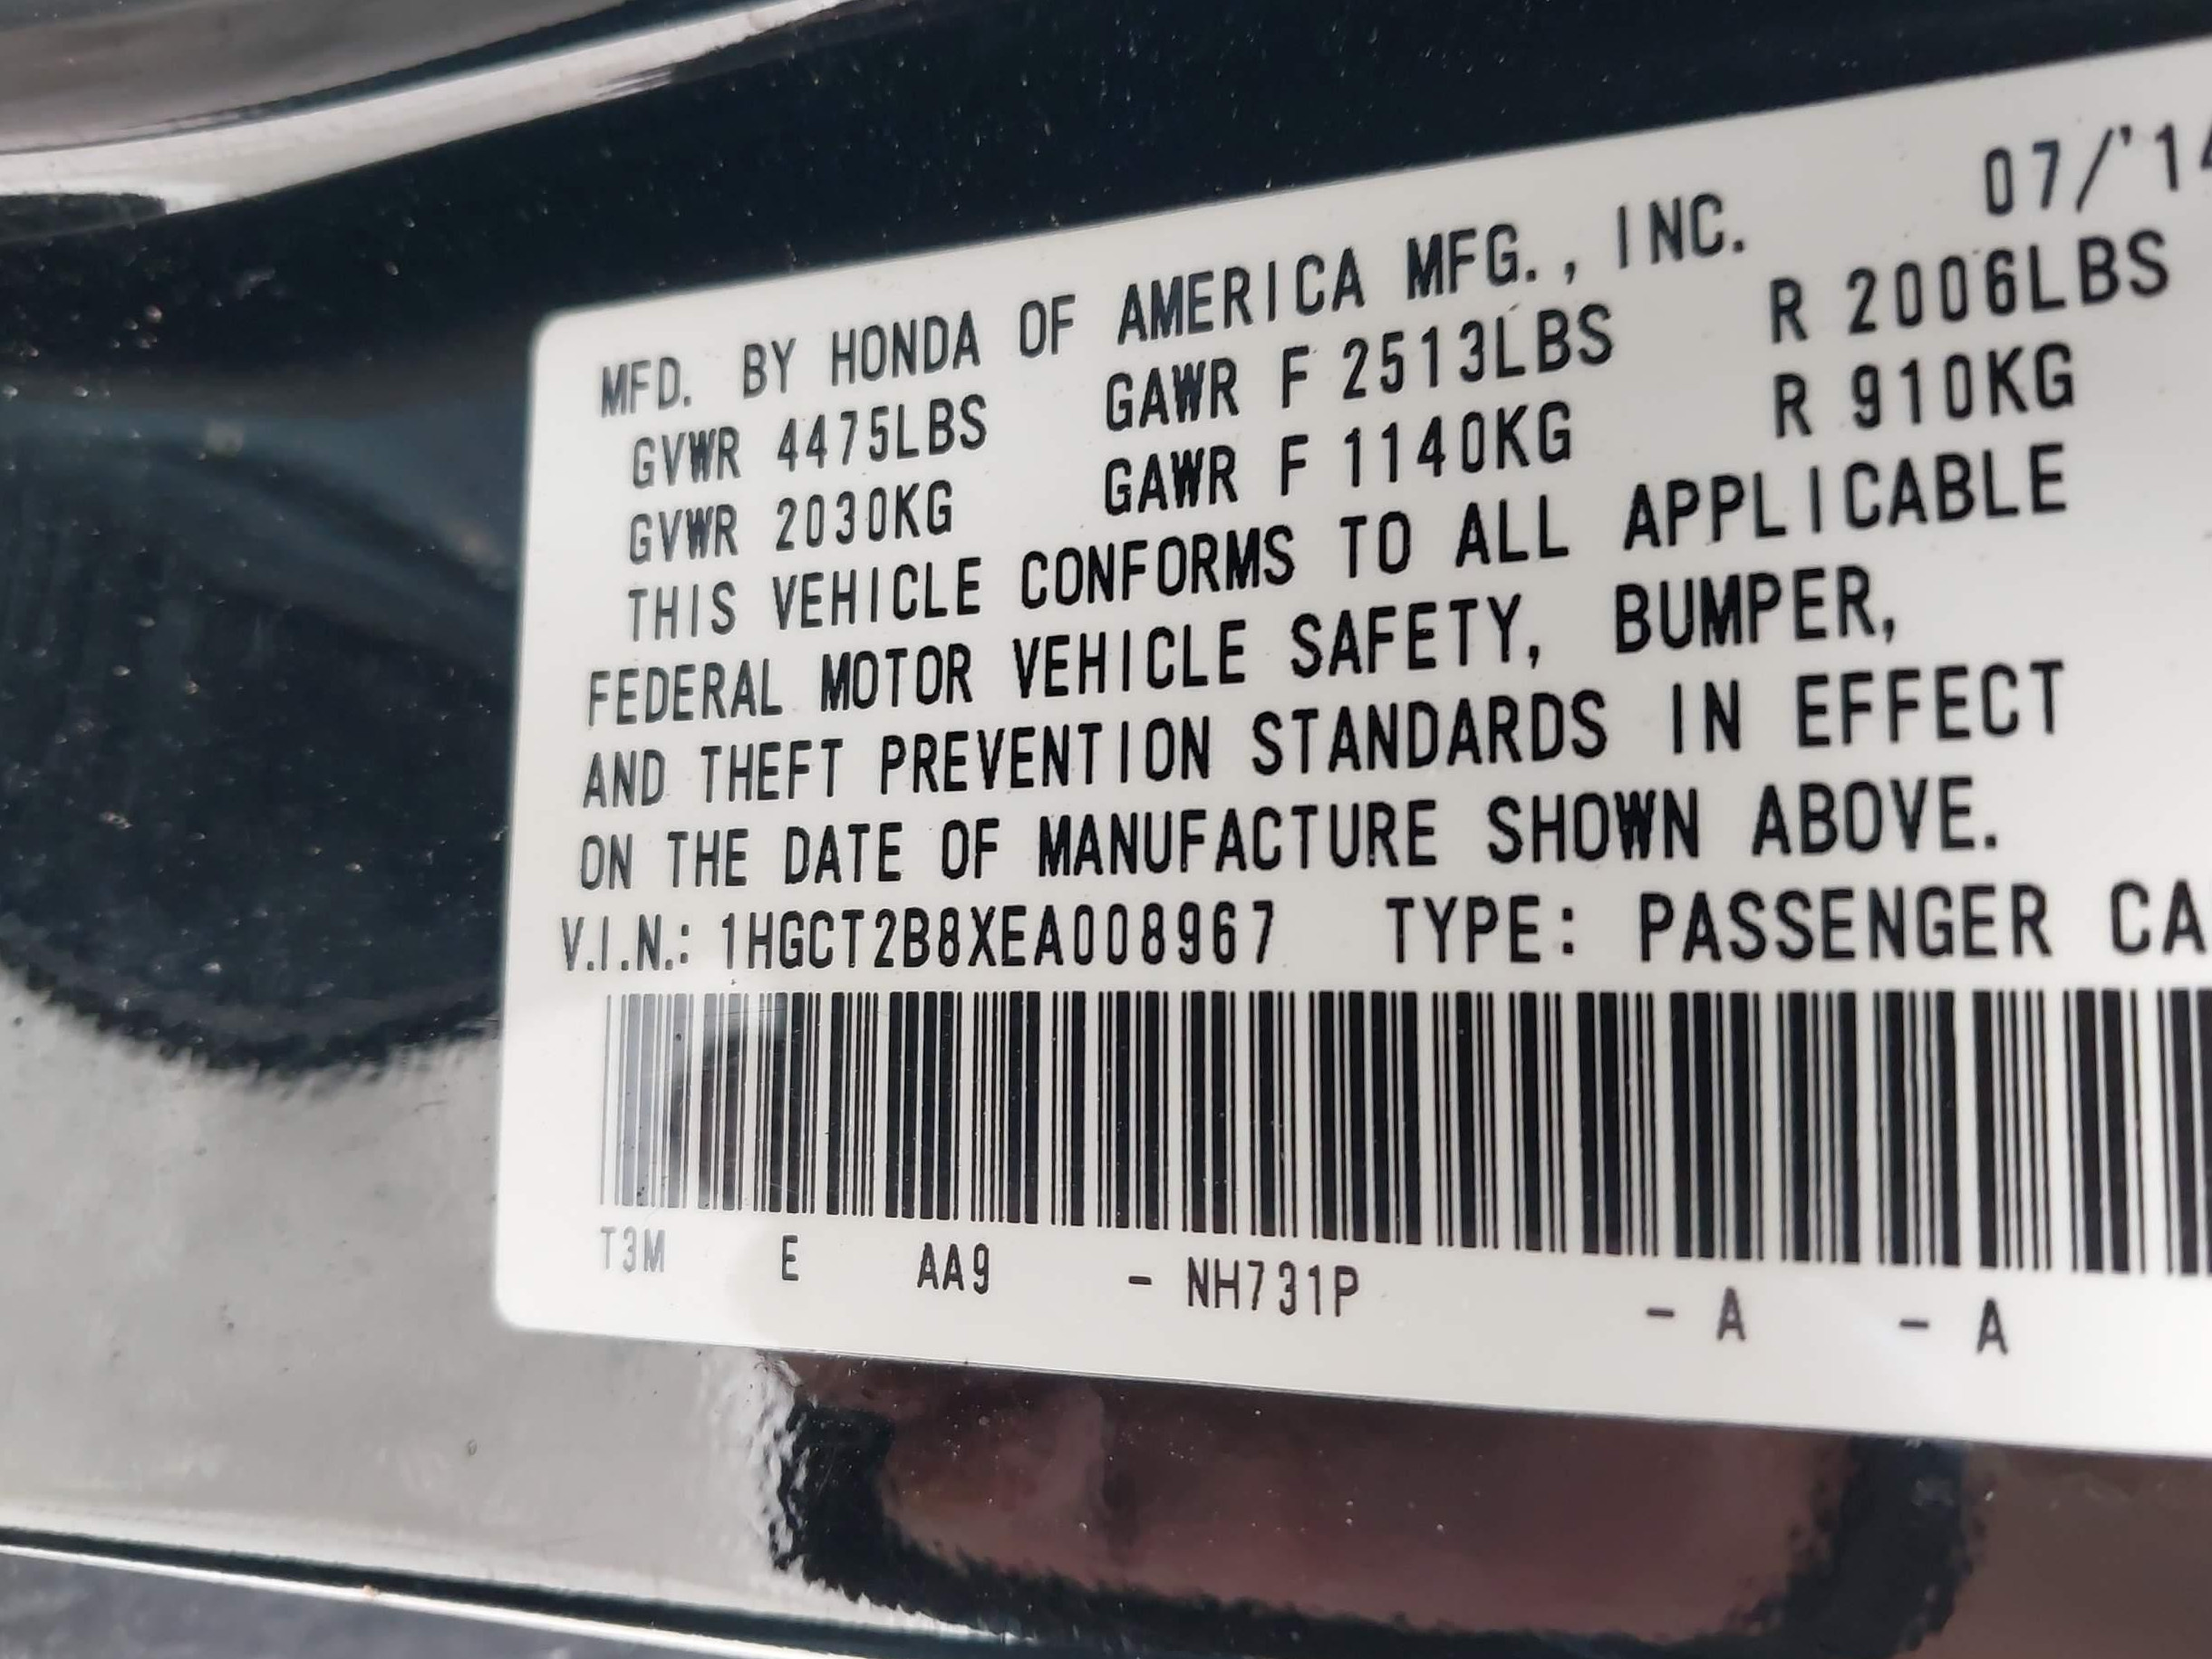 07/'14
MFD. BY HONDA OF AMERICA MFG., INC.
GVWR 4475LBS GAWR F 2513LBS R 2006LBS
GVWR 2030KG GAWR F 1140KG R 910KG
THIS VEHICLE CONFORMS TO ALL APPLICABLE
FEDERAL MOTOR VEHICLE SAFETY, BUMPER,
AND THEFT PREVENTION STANDARDS IN EFFECT
ON THE DATE OF MANUFACTURE SHOWN ABOVE.
V.I.N.: 1HGCT2B8XEA008967 TYPE: PASSENGER CA
T3M E AA9 - NH731P - A - A